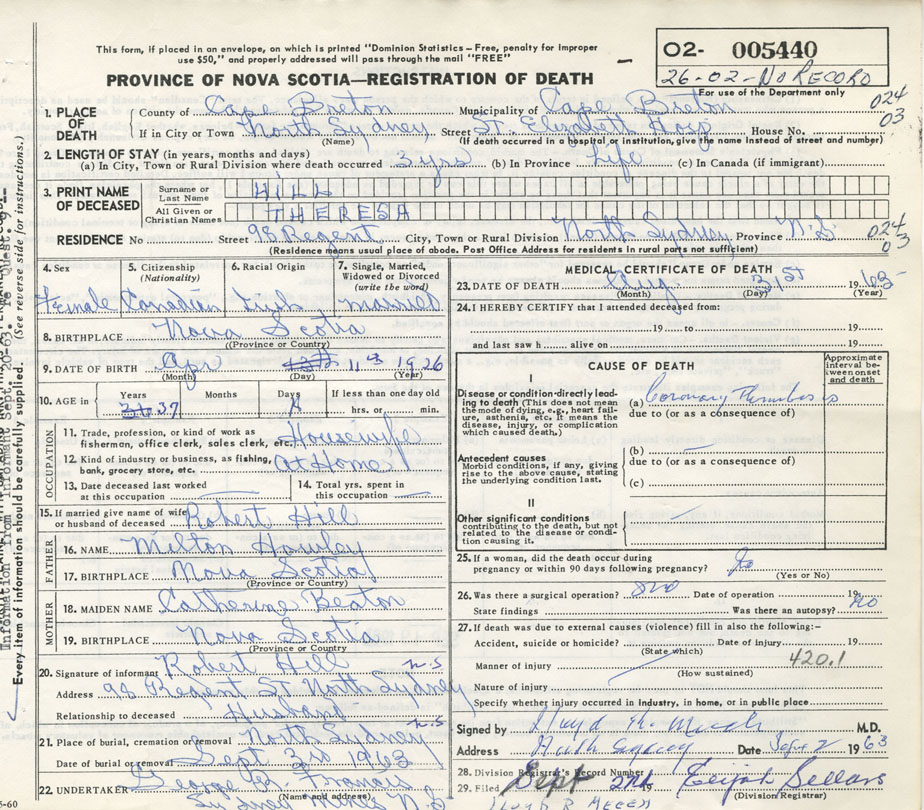 This form, if placed in an envelope, on which is printed "Dominion Statistics – Free, penalty for improper
use $50," and properly addressed will pass through the mail "FREE"
PROVINCE OF NOVA SCOTIA—REGISTRATION OF DEATH
O2- 005440
26-02-NO RECORD
For use of the Department only
024
03
1. PLACE OF DEATH
County of Cape Breton Municipality of Cape Breton
If in City or Town North Sydney Street St. Elizabeth Hosp House No.
(Name) (If death occurred in a hospital or institution, give the name instead of street and number)
2. LENGTH OF STAY (in years, months and days)
(a) In City, Town or Rural Division where death occurred 3 yrs (b) In Province Life (c) In Canada (if immigrant)
3. PRINT NAME OF DECEASED
Surname or Last Name HILL
All Given or Christian Names THERESA
RESIDENCE No Street 98 Regent City, Town or Rural Division North Sydney, Province N.S
024
03
(Residence means usual place of abode. Post Office Address for residents in rural parts not sufficient)
4. Sex Female
5. Citizenship (Nationality) Canadian
6. Racial Origin
7. Single, Married, Widowed or Divorced (write the word) married
8. BIRTHPLACE Nova Scotia
(Province or Country)
9. DATE OF BIRTH Apr 11th 1926
(Month) (Day) (Year)
10. AGE in Years 37 Months Days If less than one day old hrs. or min.
OCCUPATION
11. Trade, profession, or kind of work as fisherman, office clerk, sales clerk, etc. Housewife
12. Kind of industry or business, as fishing, bank, grocery store, etc. At Home
13. Date deceased last worked at this occupation
14. Total yrs. spent in this occupation
15. If married give name of wife or husband of deceased Robert Hill
FATHER
16. NAME Milton Hawley
17. BIRTHPLACE Nova Scotia
(Province or Country)
MOTHER
18. MAIDEN NAME Catherine Beaton
19. BIRTHPLACE Nova Scotia
(Province or Country)
20. Signature of informant Robert Hill
N.S
Address 98 Regent St North Sydney
Relationship to deceased Husband
N.S
21. Place of burial, cremation or removal North Sydney
Date of burial or removal Sept 3rd 1963
22. UNDERTAKER George B Francis
(Name and address)
Sydney Mines N.S
MEDICAL CERTIFICATE OF DEATH
23. DATE OF DEATH Aug. 31st 19 63
(Month) (Day) (Year)
24. I HEREBY CERTIFY that I attended deceased from:
19 to 19
and last saw h alive on 19
CAUSE OF DEATH
Approximate interval between onset and death
I
Disease or condition directly leading to death (This does not mean the mode of dying, e.g., heart failure, asthenia, etc. It means the disease, injury, or complication which caused death.)
(a) Coronary Thrombosis
due to (or as a consequence of)
Antecedent causes
Morbid conditions, if any, giving rise to the above cause, stating the underlying condition last.
(b)
due to (or as a consequence of)
(c)
II
Other significant conditions contributing to the death, but not related to the disease or condition causing it.
25. If a woman, did the death occur during pregnancy or within 90 days following pregnancy? No
(Yes or No)
26. Was there a surgical operation? No Date of operation 19
State findings Was there an autopsy? No
27. If death was due to external causes (violence) fill in also the following:–
Accident, suicide or homicide? Date of injury 19
(State which)
Manner of injury 420.1
(How sustained)
Nature of injury
Specify whether injury occurred in industry, in home, or in public place
Signed by M.D.
Address North Sydney Date Sept 2 1963
28. Division Registrar's Record Number
29. Filed Sept 2nd 19 Elijah Sellars
(Division Registrar)
Every item of information should be carefully supplied. (See reverse side for instructions.)
Information from informant Sept. 20-63.